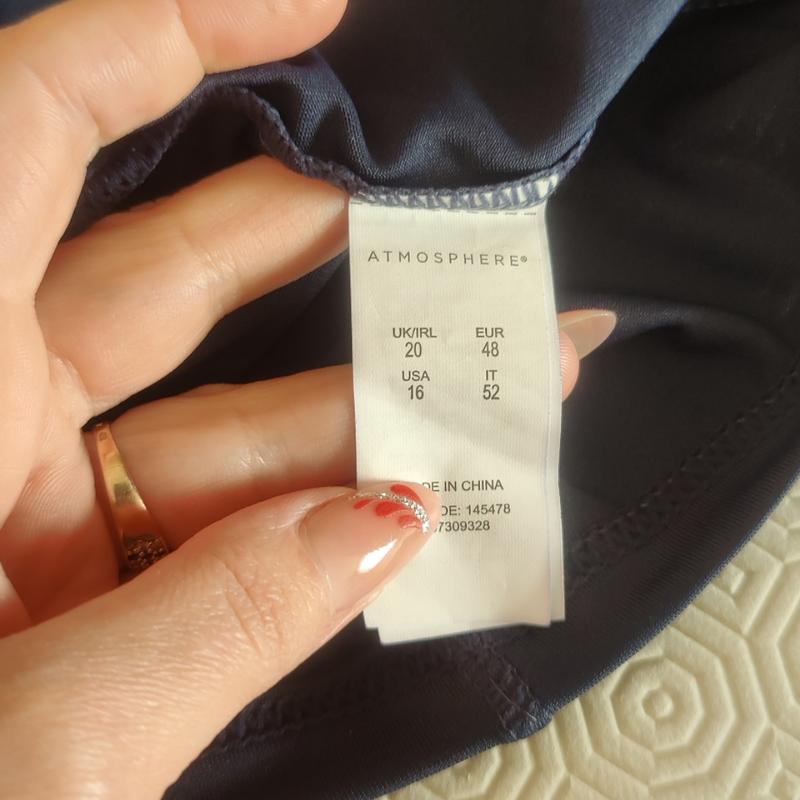 ATMOSPHERE®
UK/IRL EUR
20 48
USA IT
16 52
DE IN CHINA
DE: 145478
7309328